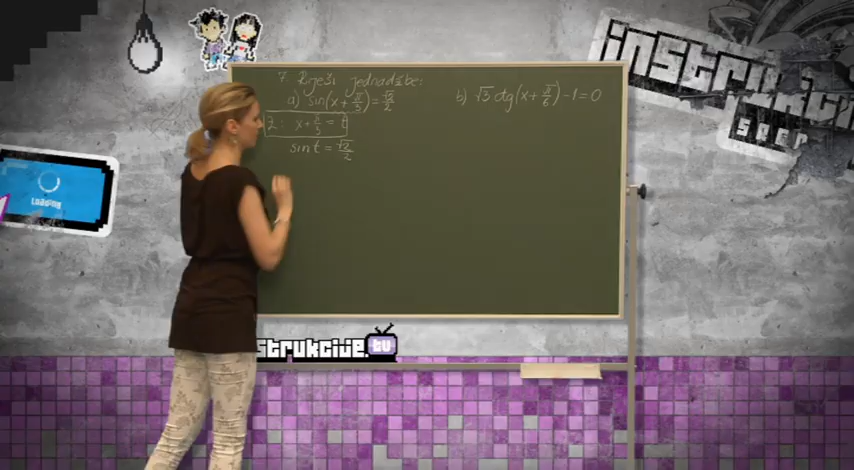 7. Riješi jednadžbe:
a) sin(x+π/3)=√2/2
b) √3 ctg(x+π/6)-1=0
Z: x+π/3=t
sin t = √2/2
Loading
instrukcije
strukcije.tv